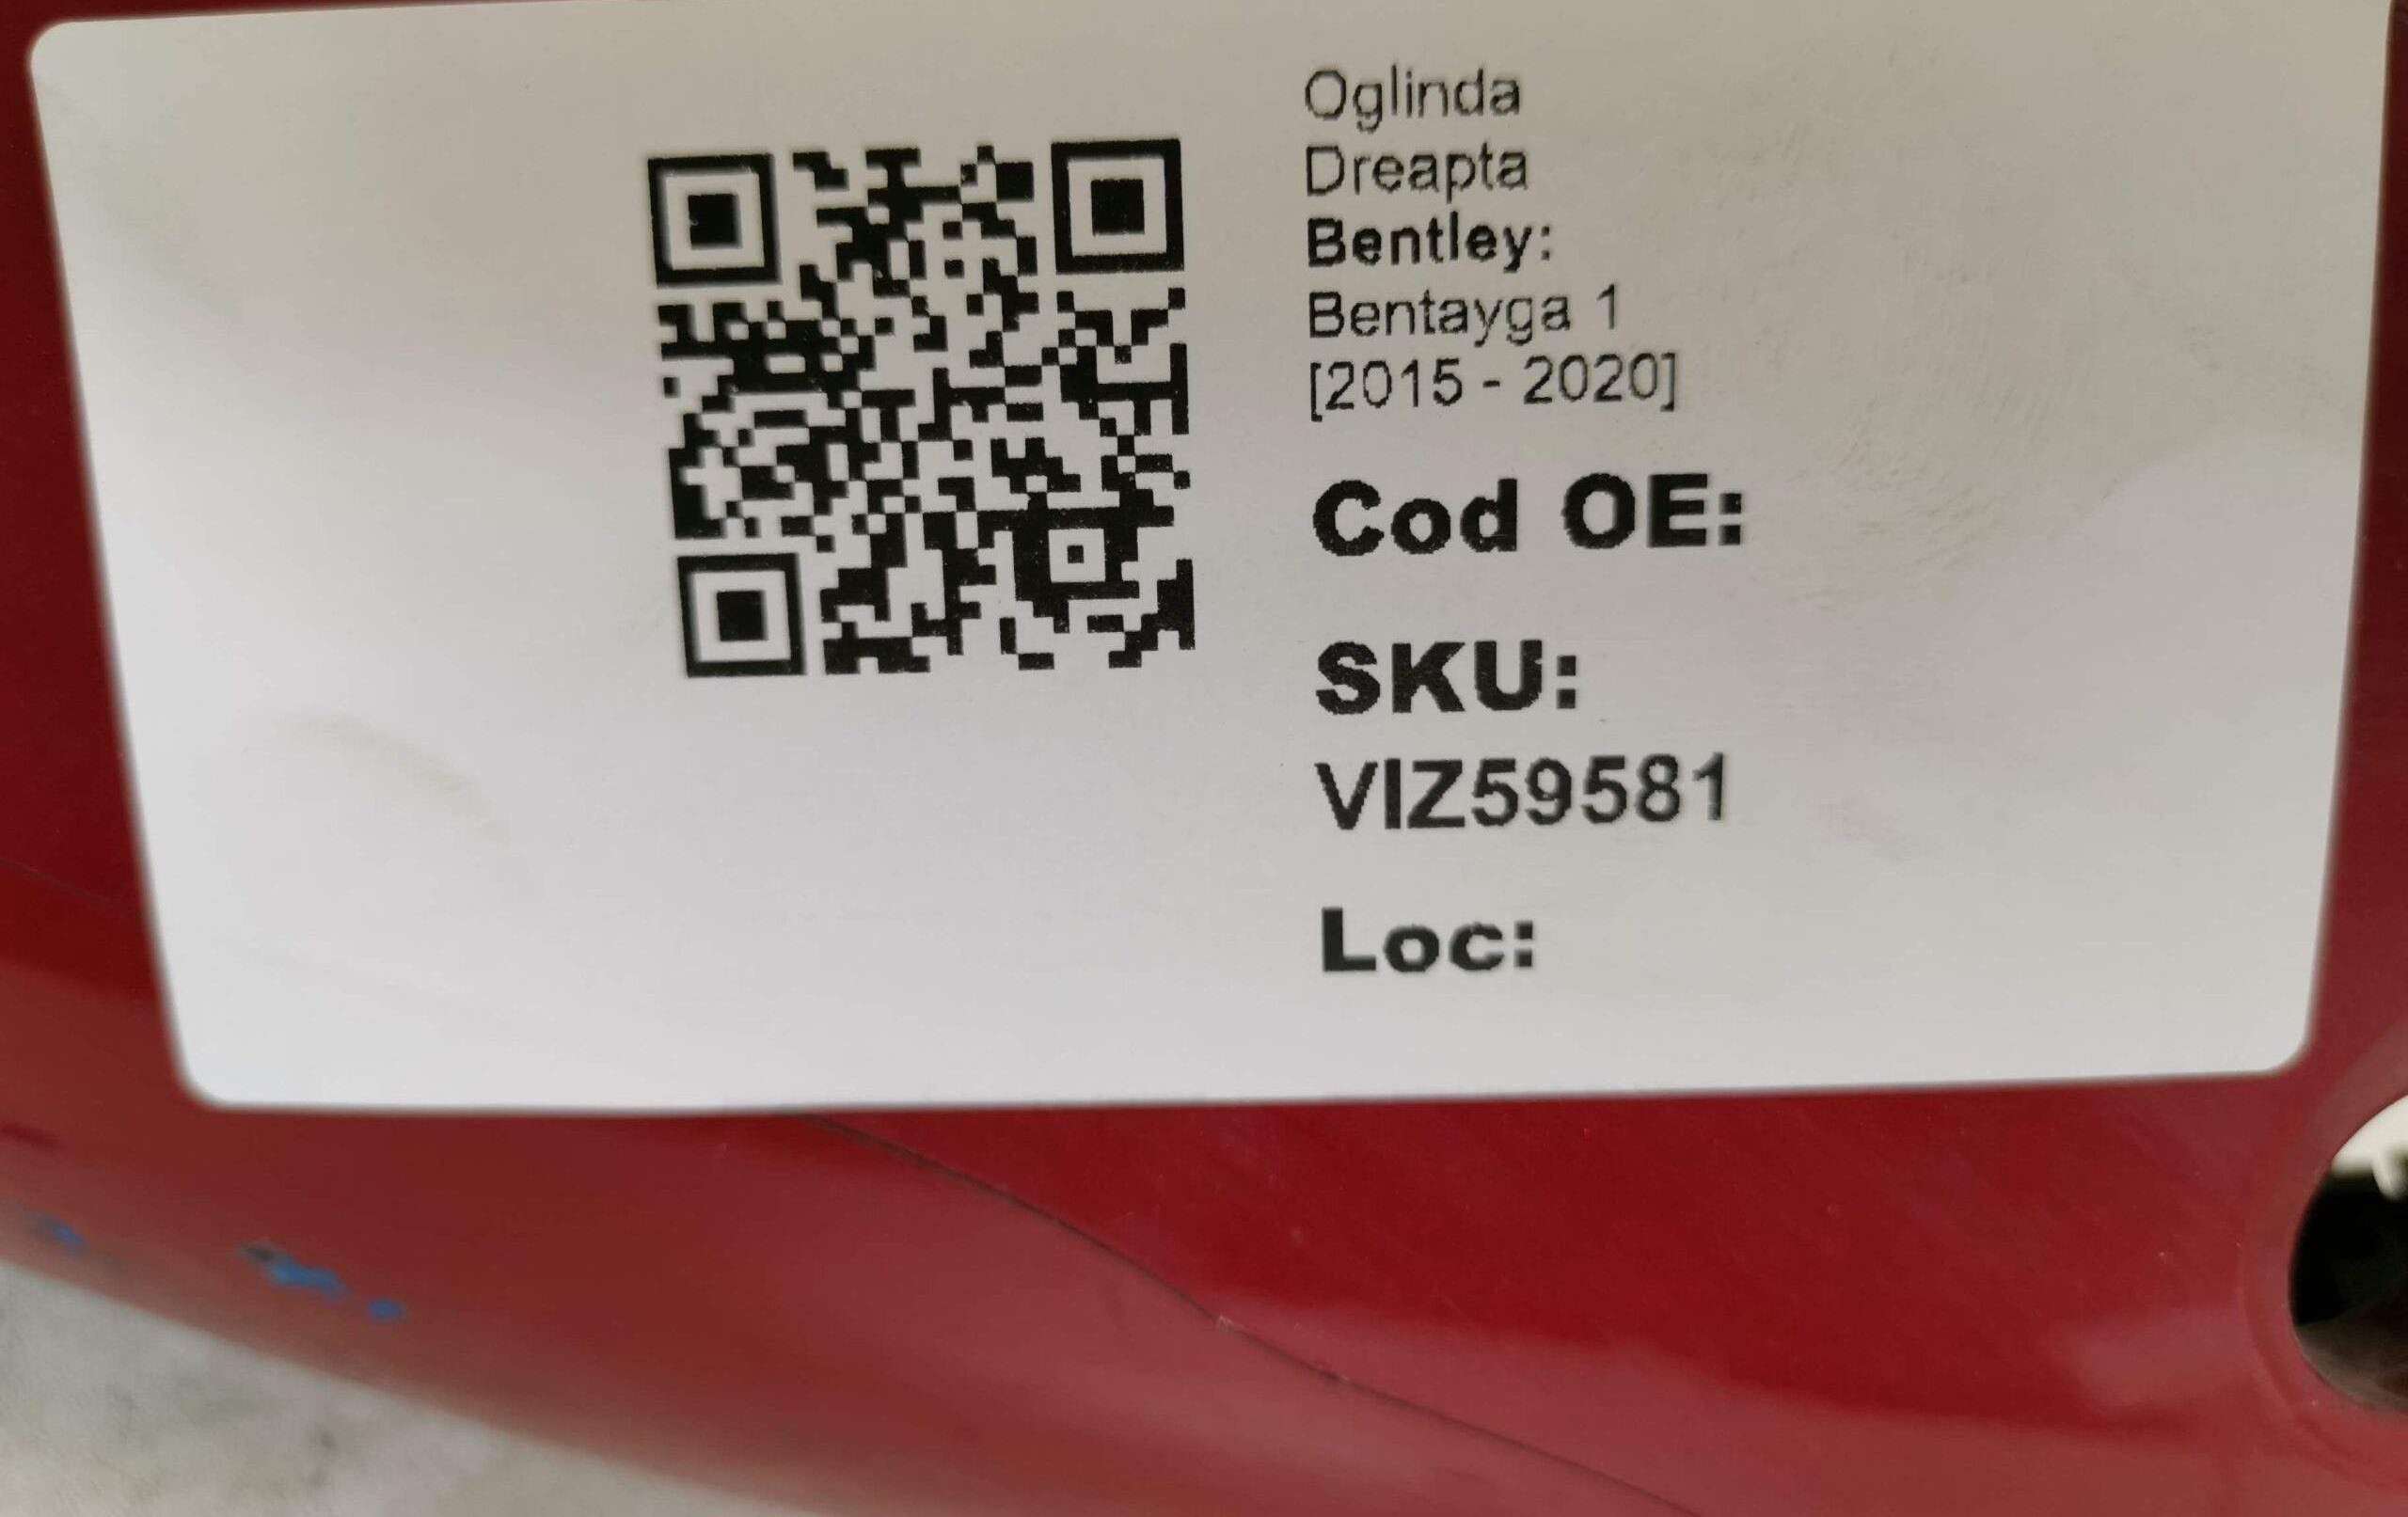 Oglinda
Dreapta
Bentley:
Bentayga 1
[2015 - 2020]
Cod OE:
SKU:
VIZ59581
Loc: